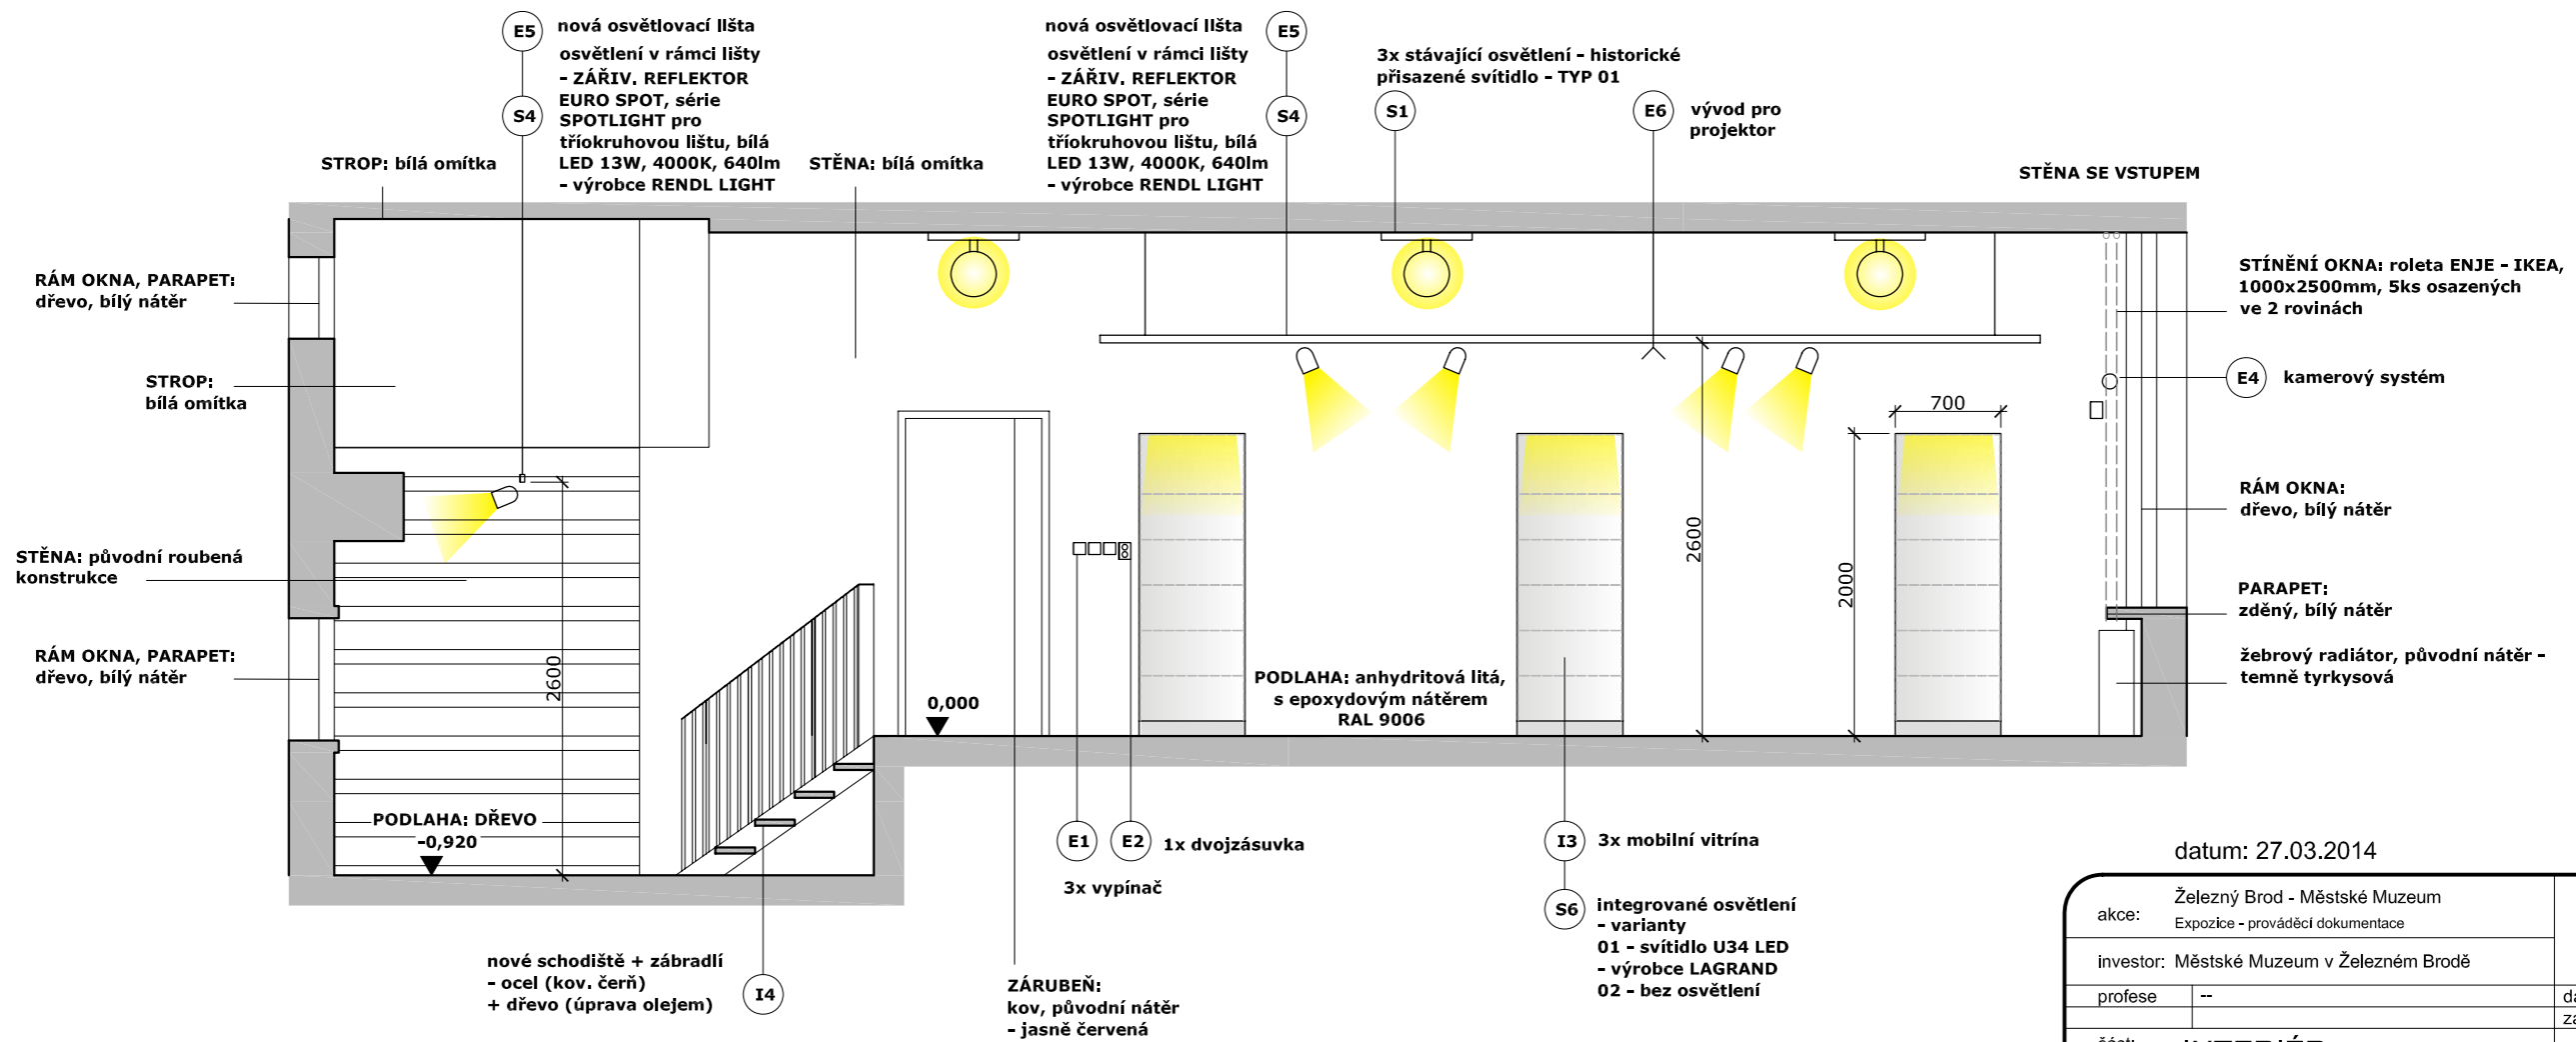 E5
nová osvětlovací lIšta
osvětlení v rámci lišty
- ZÁŘIV. REFLEKTOR
EURO SPOT, série
S4
SPOTLIGHT pro
tříokruhovou lištu, bílá
LED 13W, 4000K, 640lm
- výrobce RENDL LIGHT
nová osvětlovací lIšta
E5
osvětlení v rámci lišty
- ZÁŘIV. REFLEKTOR
EURO SPOT, série
S4
SPOTLIGHT pro
tříokruhovou lištu, bílá
LED 13W, 4000K, 640lm
- výrobce RENDL LIGHT
3x stávající osvětlení - historické
přisazené svítidlo - TYP 01
S1
E6
vývod pro
projektor
STROP: bílá omítka
STĚNA: bílá omítka
STĚNA SE VSTUPEM
RÁM OKNA, PARAPET:
dřevo, bílý nátěr
STROP:
bílá omítka
STĚNA: původní roubená
konstrukce
RÁM OKNA, PARAPET:
dřevo, bílý nátěr
STÍNĚNÍ OKNA: roleta ENJE - IKEA,
1000x2500mm, 5ks osazených
ve 2 rovinách
E4
kamerový systém
700
RÁM OKNA:
dřevo, bílý nátěr
2600
2000
PARAPET:
zděný, bílý nátěr
žebrový radiátor, původní nátěr -
temně tyrkysová
2600
PODLAHA: anhydritová litá,
s epoxydovým nátěrem
RAL 9006
0,000
PODLAHA: DŘEVO
-0,920
E1
E2
1x dvojzásuvka
3x vypínač
I3
3x mobilní vitrína
S6
integrované osvětlení
- varianty
01 - svítidlo U34 LED
- výrobce LAGRAND
02 - bez osvětlení
nové schodiště + zábradlí
- ocel (kov. čerň)
+ dřevo (úprava olejem)
I4
ZÁRUBEŇ:
kov, původní nátěr
- jasně červená
datum: 27.03.2014
akce:
Železný Brod - Městské Muzeum
Expozice - prováděcí dokumentace
investor: Městské Muzeum v Železném Brodě
profese
--